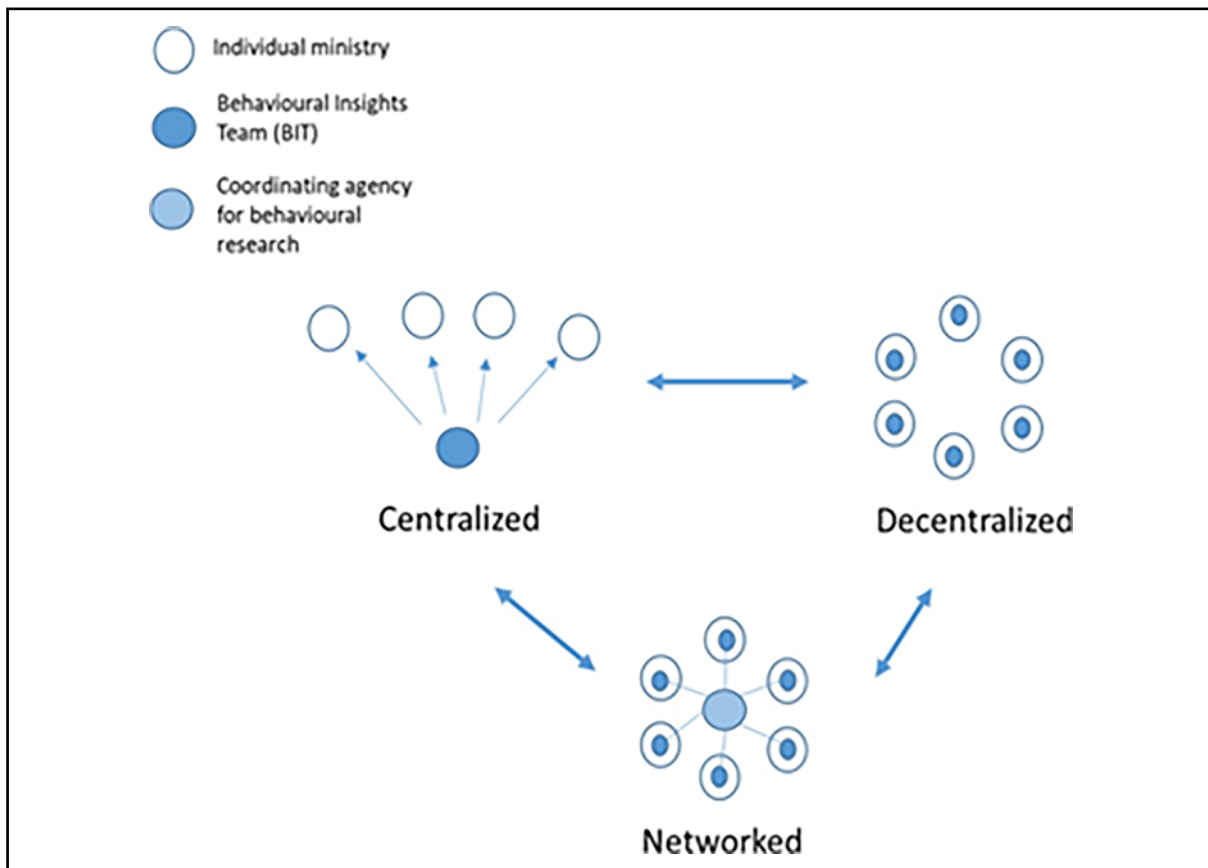 Individual ministry
Behavioural Insights
Team (BIT)
Coordinating agency
for behavioural
research
Centralized
Decentralized
Networked